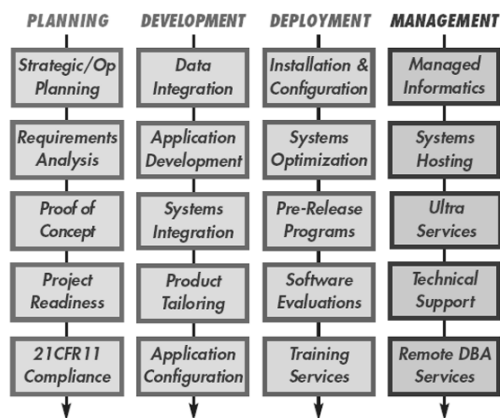 PLANNING
Strategic/Op
Planning
Requirements
Analysis
Proof of
Concept
Project
Readiness
21CFR11
Compliance
DEVELOPMENT
Data
Integration
Application
Development
Systems
Integration
Product
Tailoring
Application
Configuration
DEPLOYMENT
Installation &
Configuration
Systems
Optimization
Pre-Release
Programs
Software
Evaluations
Training
Services
MANAGEMENT
Managed
Informatics
Systems
Hosting
Ultra
Services
Technical
Support
Remote DBA
Services